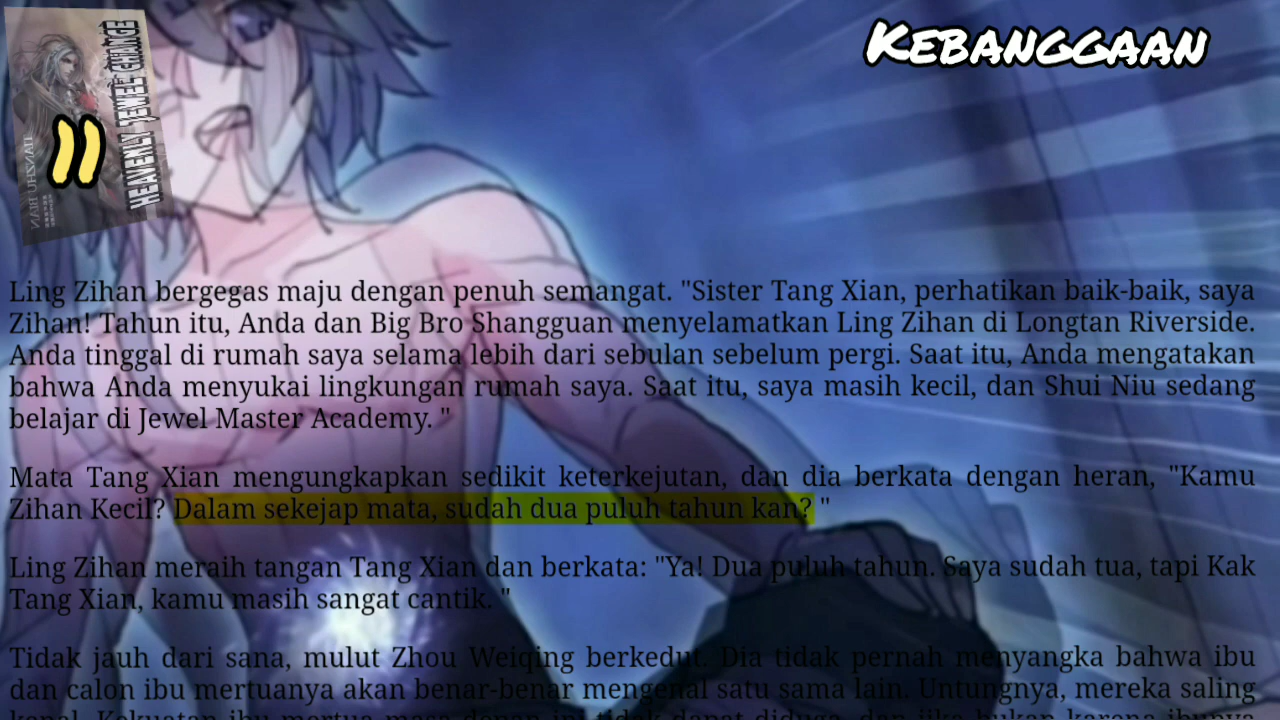 KEBANGGAAN
HEAVENLY JEWEL CHANGE
11
Ling Zihan bergegas maju dengan penuh semangat. "Sister Tang Xian, perhatikan baik-baik, saya
Zihan! Tahun itu, Anda dan Big Bro Shangguan menyelamatkan Ling Zihan di Longtan Riverside.
Anda tinggal di rumah saya selama lebih dari sebulan sebelum pergi. Saat itu, Anda mengatakan
bahwa Anda menyukai lingkungan rumah saya. Saat itu, saya masih kecil, dan Shui Niu sedang
belajar di Jewel Master Academy. "
Mata Tang Xian mengungkapkan sedikit keterkejutan, dan dia berkata dengan heran, "Kamu
Zihan Kecil? Dalam sekejap mata, sudah dua puluh tahun kan? "
Ling Zihan meraih tangan Tang Xian dan berkata: "Ya! Dua puluh tahun. Saya sudah tua, tapi Kak
Tang Xian, kamu masih sangat cantik. "
Tidak jauh dari sana, mulut Zhou Weiqing berkedut. Dia tidak pernah menyangka bahwa ibu
dan calon ibu mertuanya akan benar-benar mengenal satu sama lain. Untungnya, mereka saling